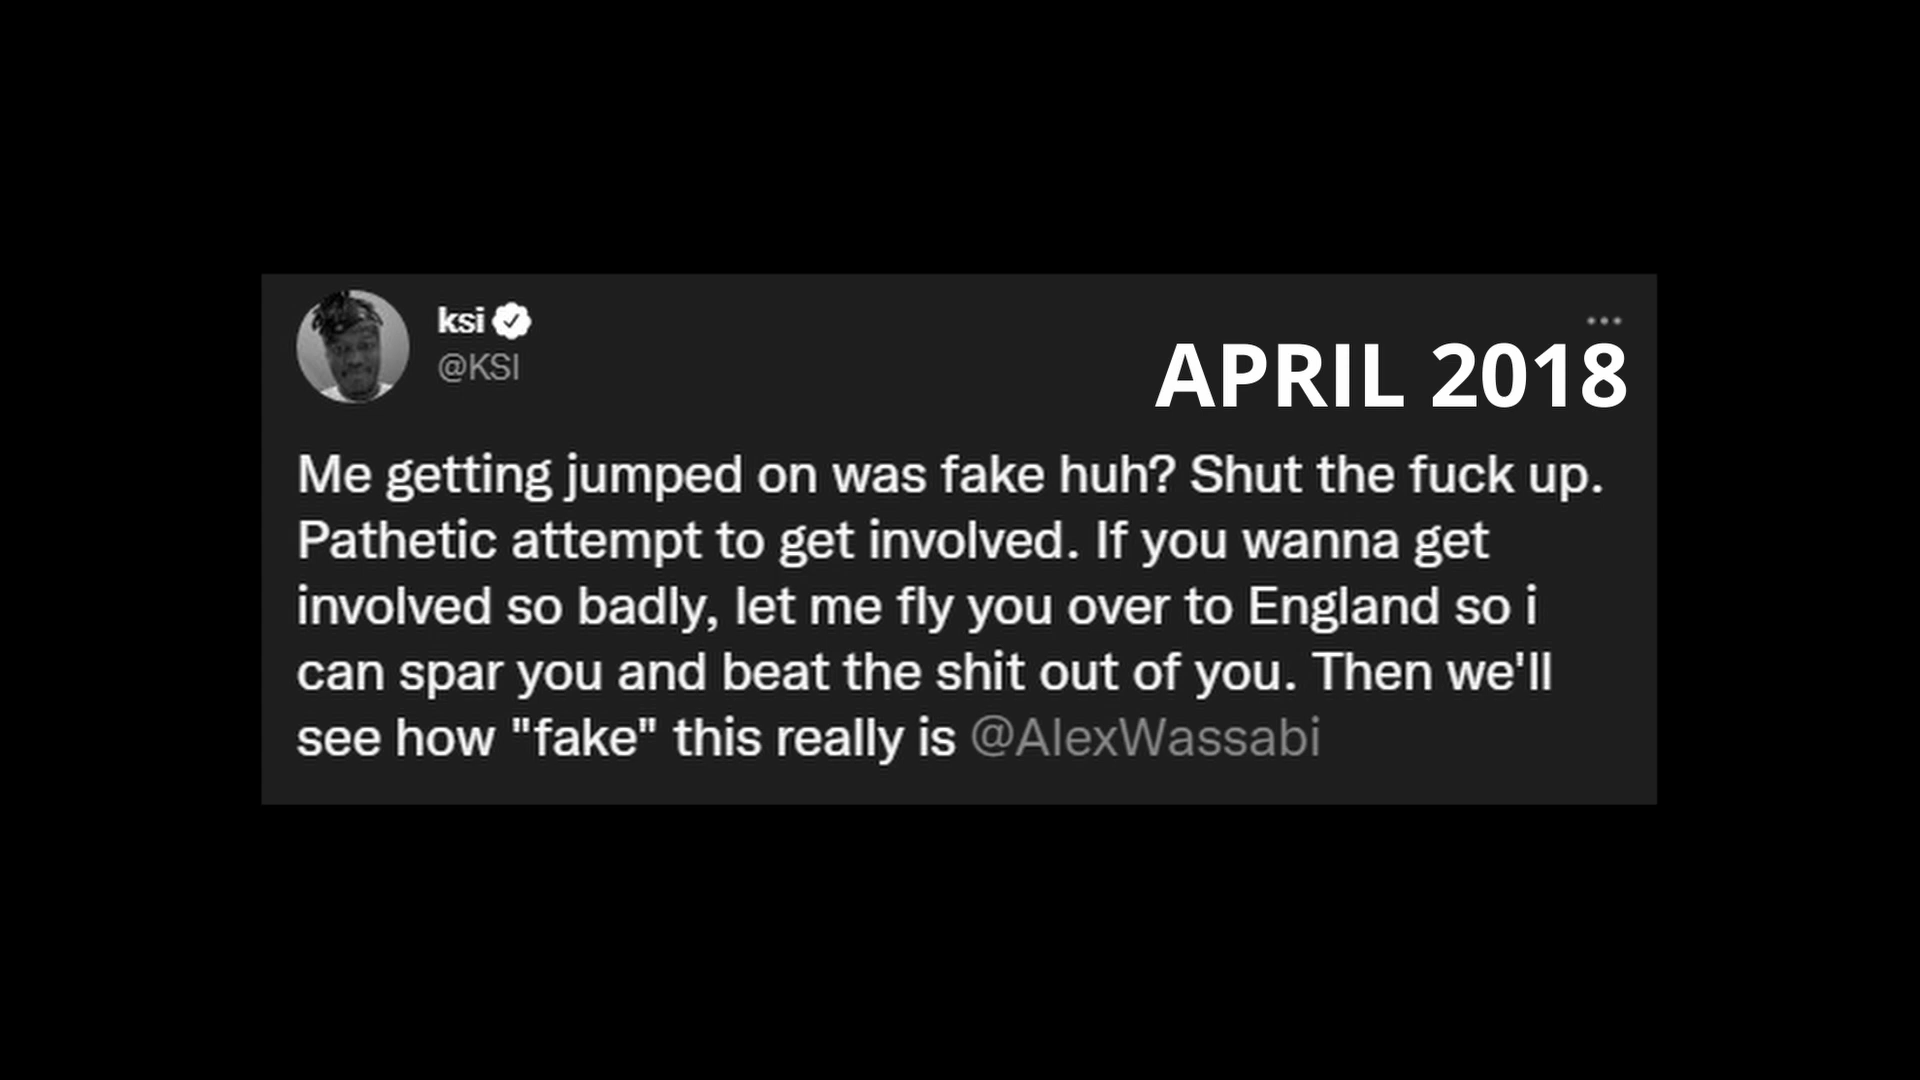 ksi
@KSI
APRIL 2018
Me getting jumped on was fake huh? Shut the fuck up.
Pathetic attempt to get involved. If you wanna get
involved so badly, let me fly you over to England so i
can spar you and beat the shit out of you. Then we'll
see how "fake" this really is @AlexWassabi